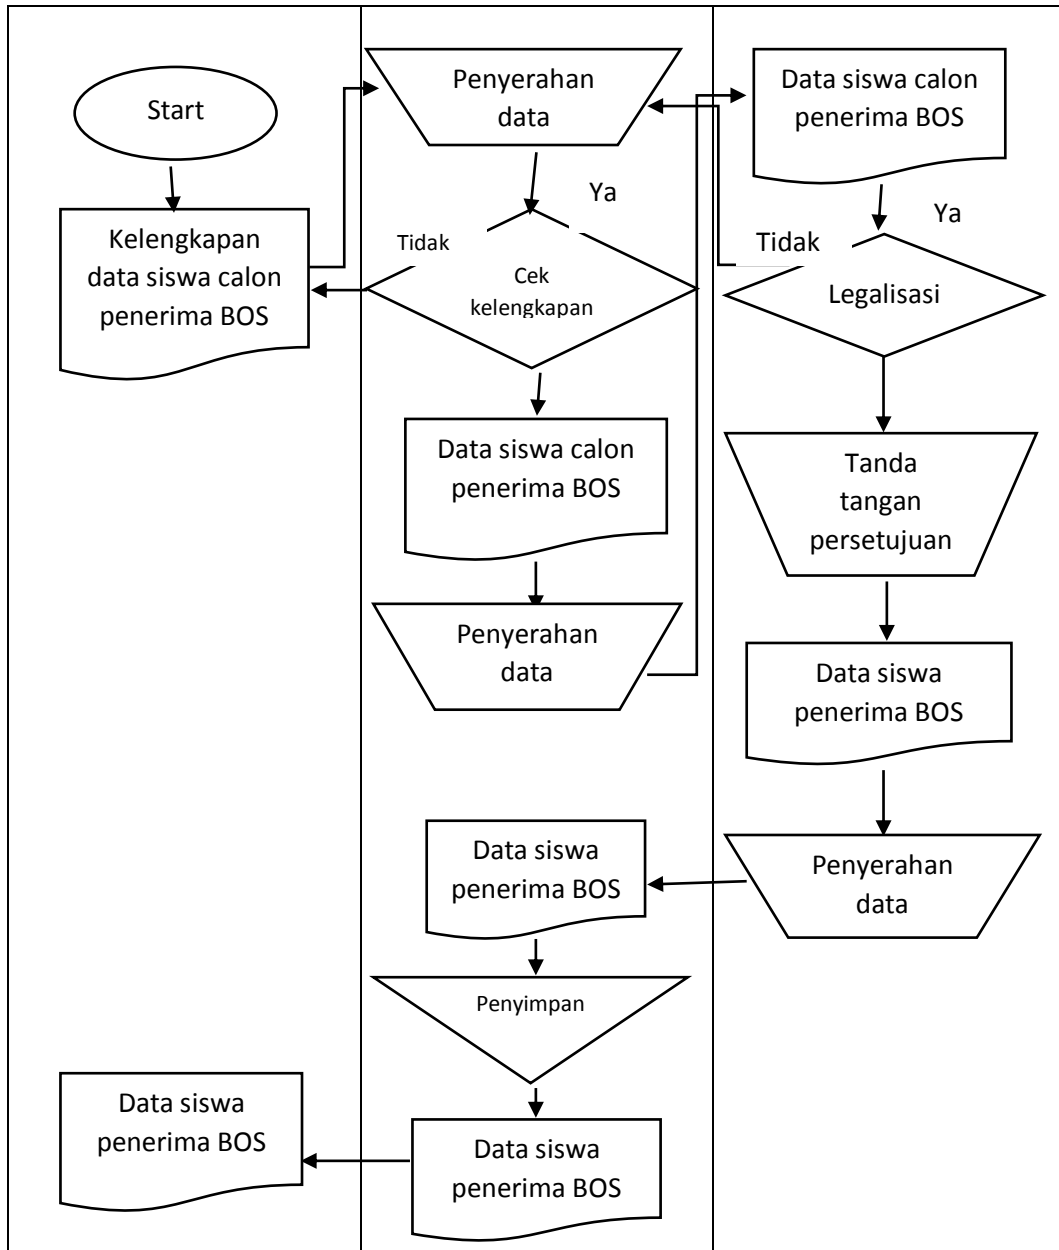 Start
Kelengkapan
data siswa calon
penerima BOS
Penyerahan
data
Ya
Tidak
Cek
kelengkapan
Data siswa calon
penerima BOS
Penyerahan
data
Data siswa calon
penerima BOS
Ya
Tidak
Legalisasi
Tanda
tangan
persetujuan
Data siswa
penerima BOS
Penyerahan
data
Data siswa
penerima BOS
Penyimpan
Data siswa
penerima BOS
Data siswa
penerima BOS